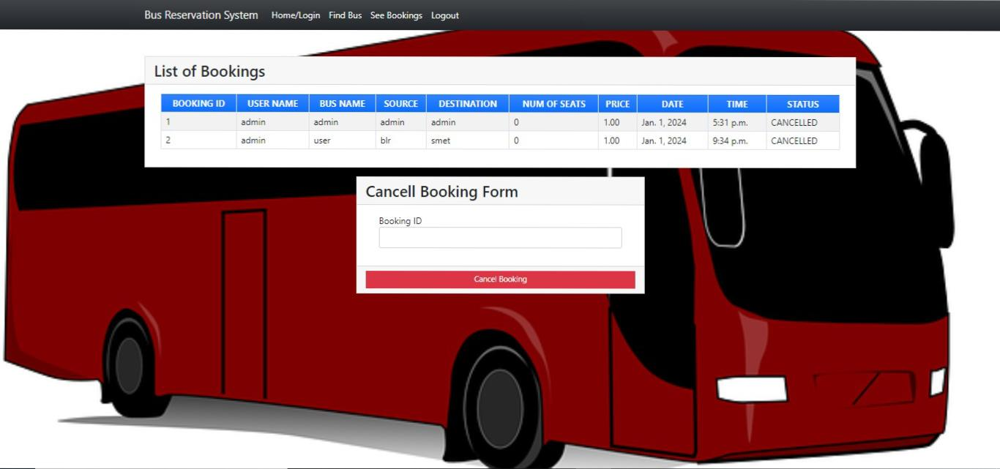 Bus Reservation System Home/Login Find Bus See Bookings Logout
List of Bookings
BOOKING ID USER NAME BUS NAME SOURCE DESTINATION NUM OF SEATS PRICE DATE TIME STATUS
1 admin admin admin admin 0 1.00 Jan. 1, 2024 5:31 p.m. CANCELLED
2 admin user blr smet 0 1.00 Jan. 1, 2024 9:34 p.m. CANCELLED
Cancell Booking Form
Booking ID
Cancel Booking